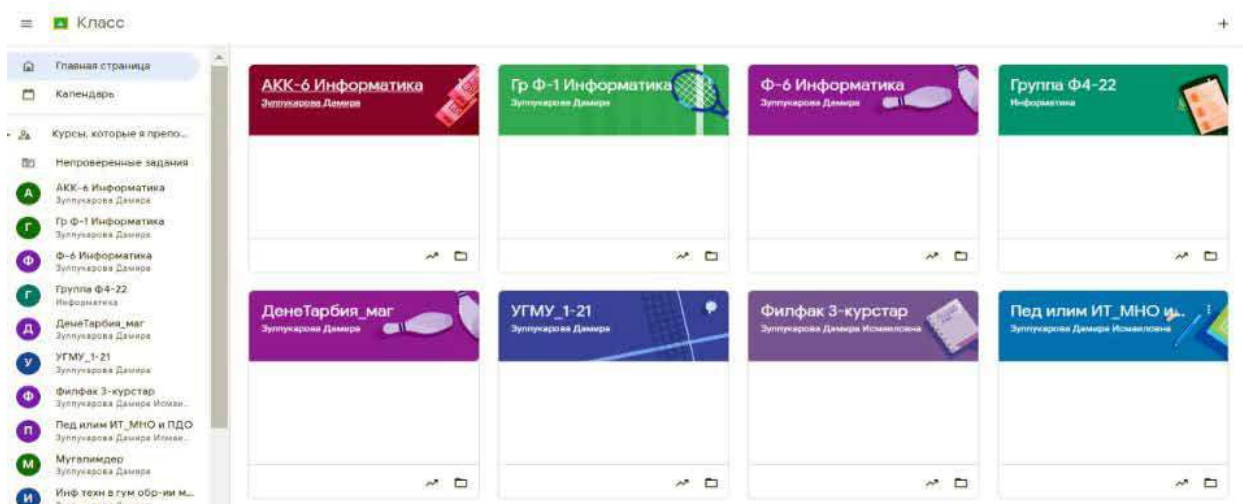 Класс
Главная страница
Календарь
Курсы, которые я препо...
Непроверенные задания
АКК-6 Информатика
Зулпукарова Дамира
Гр Ф-1 Информатика
Зулпукарова Дамира
Ф-6 Информатика
Зулпукарова Дамира
Группа Ф4-22
Информатика
ДенеТарбия_маг
Зулпукарова Дамира
УГМУ_1-21
Зулпукарова Дамира
Филфак 3-курстар
Зулпукарова Дамира Исмаи...
Пед илим ИТ_МНО и ПДО
Зулпукарова Дамира Исмаи...
Мугалимдер
Зулпукарова Дамира
Инф техн в гум обр-ии м...
АКК-6 Информатика
Зулпукарова Дамира
Гр Ф-1 Информатика
Зулпукарова Дамира
Ф-6 Информатика
Зулпукарова Дамира
Группа Ф4-22
Информатика
ДенеТарбия_маг
Зулпукарова Дамира
УГМУ_1-21
Зулпукарова Дамира
Филфак 3-курстар
Зулпукарова Дамира Исмаиловна
Пед илим ИТ_МНО и...
Зулпукарова Дамира Исмаиловна